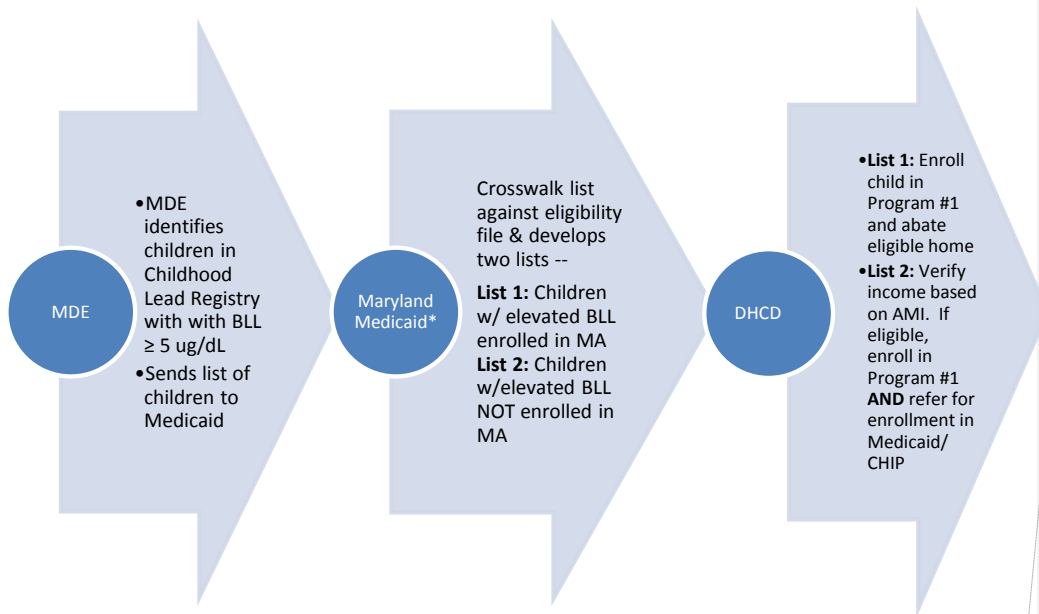 MDE
•MDE
identifies
children in
Childhood
Lead Registry
with with BLL
≥ 5 ug/dL
•Sends list of
children to
Medicaid
Maryland
Medicaid*
Crosswalk list
against eligibility
file & develops
two lists --
List 1: Children
w/ elevated BLL
enrolled in MA
List 2: Children
w/elevated BLL
NOT enrolled in
MA
DHCD
•List 1: Enroll
child in
Program #1
and abate
eligible home
•List 2: Verify
income based
on AMI.  If
eligible,
enroll in
Program #1
AND refer for
enrollment in
Medicaid/
CHIP